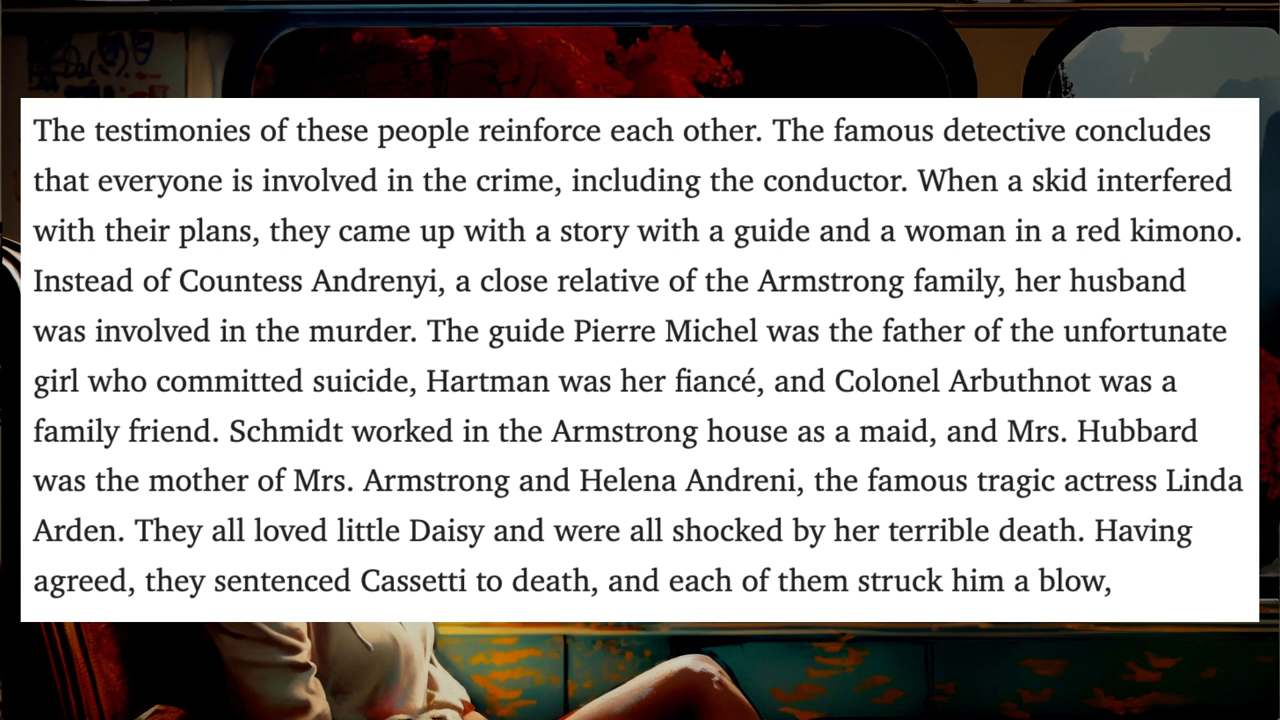 The testimonies of these people reinforce each other. The famous detective concludes
that everyone is involved in the crime, including the conductor. When a skid interfered
with their plans, they came up with a story with a guide and a woman in a red kimono.
Instead of Countess Andrenyi, a close relative of the Armstrong family, her husband
was involved in the murder. The guide Pierre Michel was the father of the unfortunate
girl who committed suicide, Hartman was her fiancé, and Colonel Arbuthnot was a
family friend. Schmidt worked in the Armstrong house as a maid, and Mrs. Hubbard
was the mother of Mrs. Armstrong and Helena Andreni, the famous tragic actress Linda
Arden. They all loved little Daisy and were all shocked by her terrible death. Having
agreed, they sentenced Cassetti to death, and each of them struck him a blow,